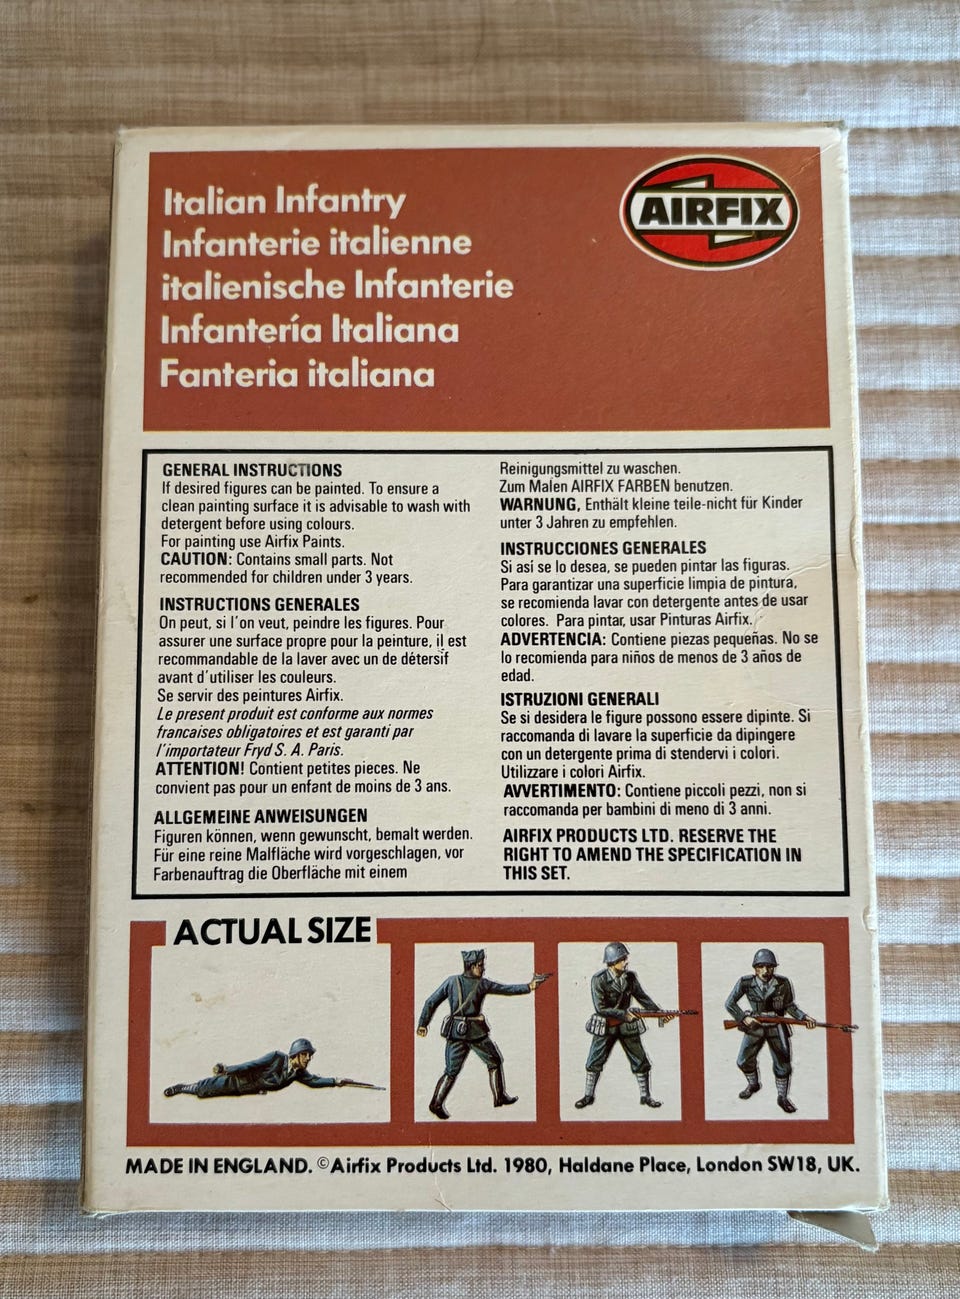 Italian Infantry
Infanterie italienne
italienische Infanterie
Infantería Italiana
Fanteria italiana
AIRFIX
GENERAL INSTRUCTIONS
If desired figures can be painted. To ensure a
clean painting surface it is advisable to wash with
detergent before using colours.
For painting use Airfix Paints.
CAUTION: Contains small parts. Not
recommended for children under 3 years.
INSTRUCTIONS GENERALES
On peut, si l'on veut, peindre les figures. Pour
assurer une surface propre pour la peinture, il est
recommandable de la laver avec un de détersif
avant d'utiliser les couleurs.
Se servir des peintures Airfix.
Le present produit est conforme aux normes
francaises obligatoires et est garanti par
l'importateur Fryd S. A. Paris.
ATTENTION! Contient petites pieces. Ne
convient pas pour un enfant de moins de 3 ans.
ALLGEMEINE ANWEISUNGEN
Figuren können, wenn gewunscht, bemalt werden.
Für eine reine Malfläche wird vorgeschlagen, vor
Farbenauftrag die Oberfläche mit einem
Reinigungsmittel zu waschen.
Zum Malen AIRFIX FARBEN benutzen.
WARNUNG, Enthält kleine teile-nicht für Kinder
unter 3 Jahren zu empfehlen.
INSTRUCCIONES GENERALES
Si asi se lo desea, se pueden pintar las figuras.
Para garantizar una superficie limpia de pintura,
se recomienda lavar con detergente antes de usar
colores. Para pintar, usar Pinturas Airfix.
ADVERTENCIA: Contiene piezas pequeñas. No se
lo recomienda para niños de menos de 3 años de
edad.
ISTRUZIONI GENERALI
Se si desidera le figure possono essere dipinte. Si
raccomanda di lavare la superficie da dipingere
con un detergente prima di stendervi i colori.
Utilizzare i colori Airfix.
AVVERTIMENTO: Contiene piccoli pezzi, non si
raccomanda per bambini di meno di 3 anni.
AIRFIX PRODUCTS LTD. RESERVE THE
RIGHT TO AMEND THE SPECIFICATION IN
THIS SET.
ACTUAL SIZE
MADE IN ENGLAND. © Airfix Products Ltd. 1980, Haldane Place, London SW18, UK.